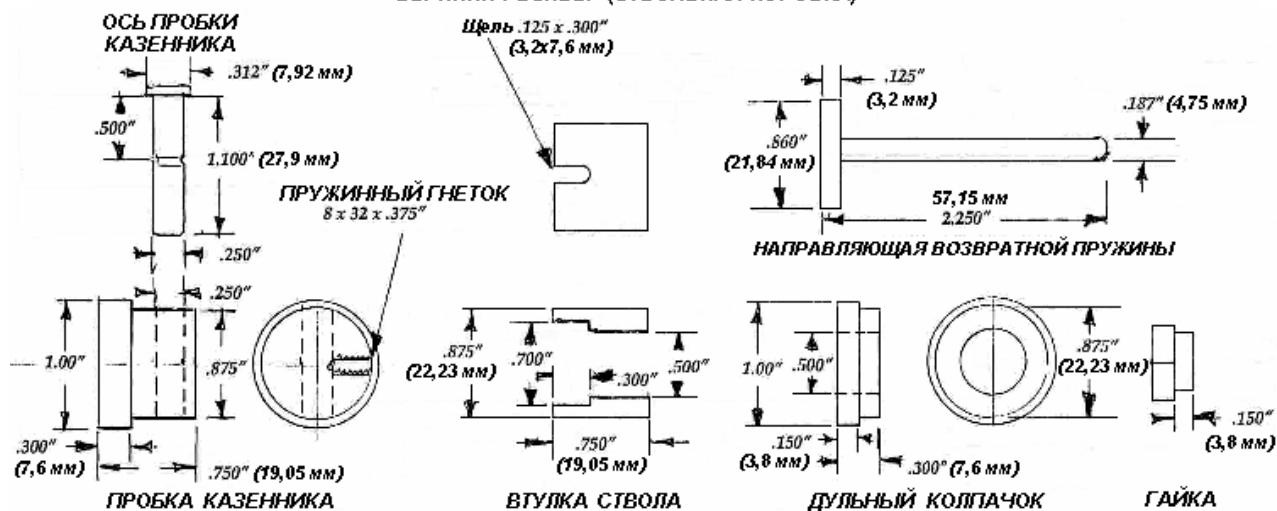 ОСЬ ПРОБКИ
КАЗЕННИКА
.312" (7,92 мм)
.500"
1.100" (27,9 мм)
.250"
Щель .125 x .300"
(3,2x7,6 мм)
.125"
(3,2 мм)
.187" (4,75 мм)
.860"
(21,84 мм)
57,15 мм
2.250"
НАПРАВЛЯЮЩАЯ ВОЗВРАТНОЙ ПРУЖИНЫ
ПРУЖИННЫЙ ГНЕТОК
8 x 32 x .375"
.250"
1.00"
.875"
.300"
(7,6 мм)
.750" (19,05 мм)
ПРОБКА КАЗЕННИКА
.875"
(22,23 мм)
.700"
.300"
.500"
.750"
(19,05 мм)
ВТУЛКА СТВОЛА
1.00"
.500"
.875"
(22,23 мм)
.150"
(3,8 мм)
.300" (7,6 мм)
ДУЛЬНЫЙ КОЛПАЧОК
.150"
(3,8 мм)
ГАЙКА